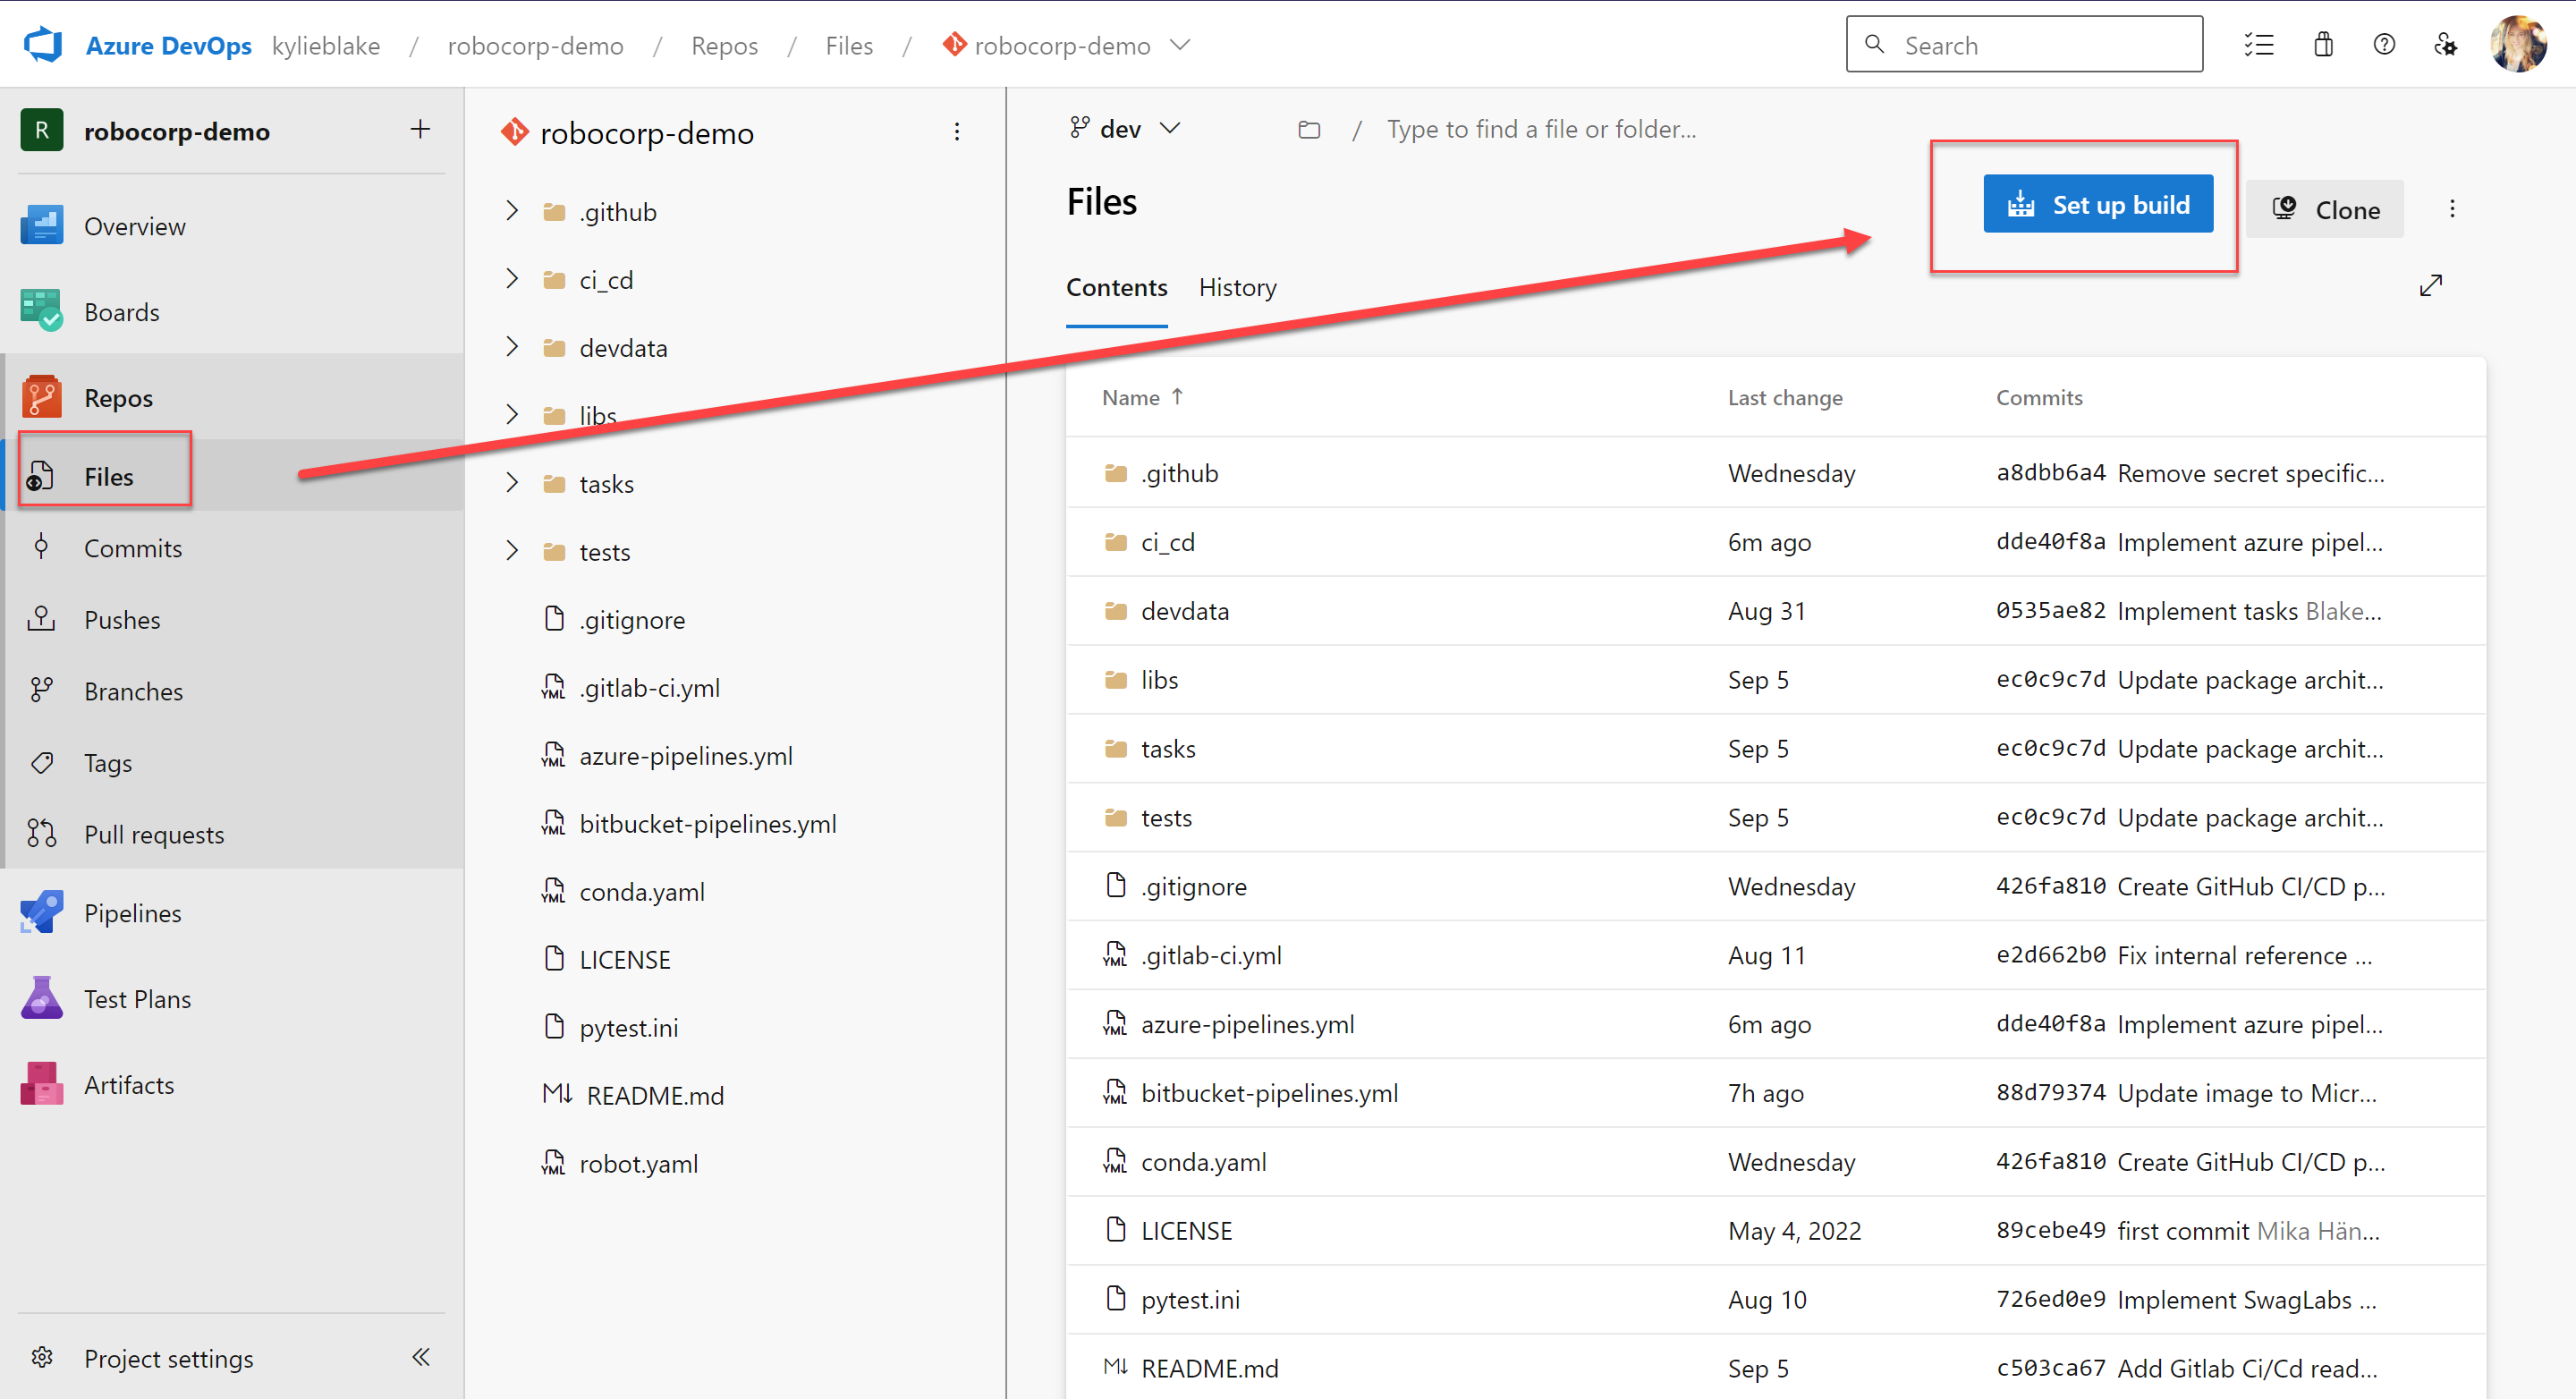 Azure DevOps kylieblake / robocorp-demo / Repos / Files / robocorp-demo
Search
R robocorp-demo +
Overview
Boards
Repos
Files
Commits
Pushes
Branches
Tags
Pull requests
Pipelines
Test Plans
Artifacts
Project settings
robocorp-demo
.github
ci_cd
devdata
libs
tasks
tests
.gitignore
YML .gitlab-ci.yml
YML azure-pipelines.yml
YML bitbucket-pipelines.yml
YML conda.yaml
LICENSE
pytest.ini
M↓ README.md
YML robot.yaml
dev / Type to find a file or folder...
Files
Set up build
Clone
Contents History
Name ↑ Last change Commits
.github Wednesday a8dbb6a4 Remove secret specific...
ci_cd 6m ago dde40f8a Implement azure pipel...
devdata Aug 31 0535ae82 Implement tasks Blake...
libs Sep 5 ec0c9c7d Update package archit...
tasks Sep 5 ec0c9c7d Update package archit...
tests Sep 5 ec0c9c7d Update package archit...
.gitignore Wednesday 426fa810 Create GitHub CI/CD p...
YML .gitlab-ci.yml Aug 11 e2d662b0 Fix internal reference ...
YML azure-pipelines.yml 6m ago dde40f8a Implement azure pipel...
YML bitbucket-pipelines.yml 7h ago 88d79374 Update image to Micr...
YML conda.yaml Wednesday 426fa810 Create GitHub CI/CD p...
LICENSE May 4, 2022 89cebe49 first commit Mika Hän...
pytest.ini Aug 10 726ed0e9 Implement SwagLabs ...
M↓ README.md Sep 5 c503ca67 Add Gitlab Ci/Cd read...